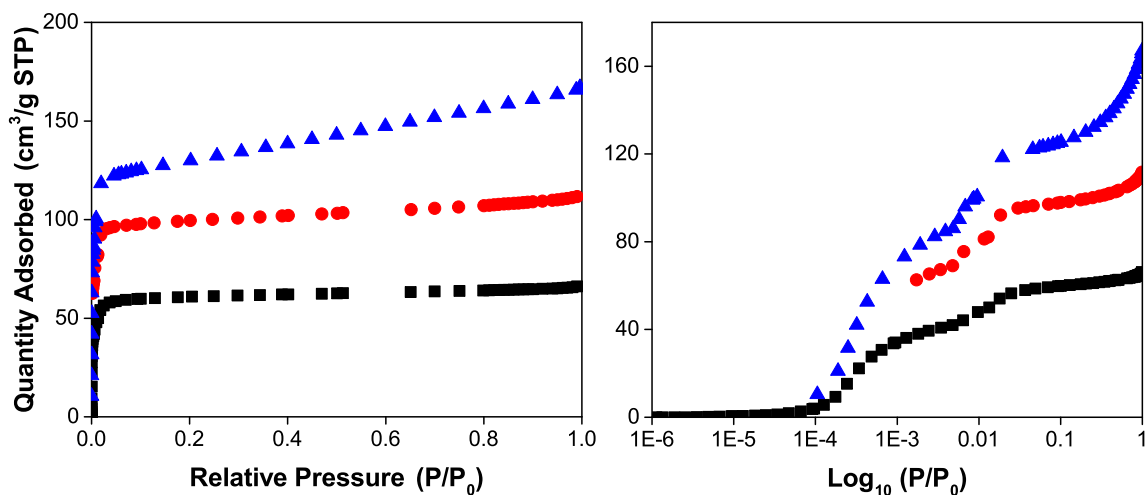 Quantity Adsorbed (cm³/g STP)
200
150
100
50
0
0.0 0.2 0.4 0.6 0.8 1.0
Relative Pressure (P/P₀)
160
120
80
40
0
1E-6 1E-5 1E-4 1E-3 0.01 0.1 1
Log₁₀ (P/P₀)